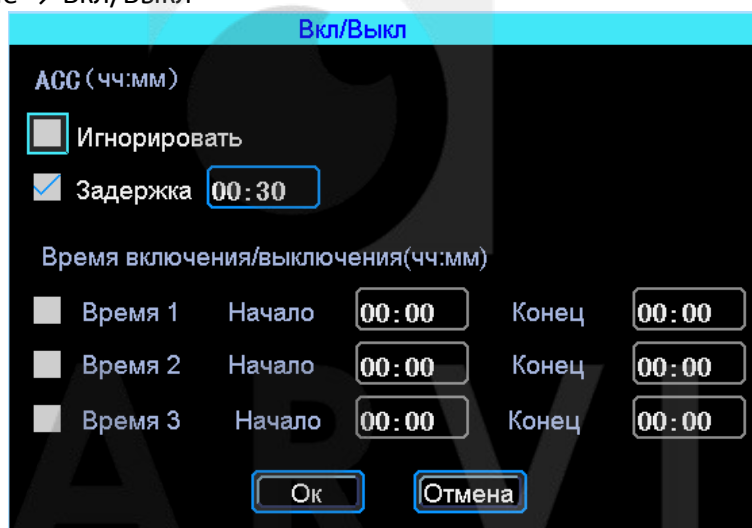 е → Вкл/Выкл
Вкл/Выкл
ACC (чч:мм)
Игнорировать
Задержка 00:30
Время включения/выключения(чч:мм)
Время 1 Начало 00:00 Конец 00:00
Время 2 Начало 00:00 Конец 00:00
Время 3 Начало 00:00 Конец 00:00
Ок Отмена
A R V I